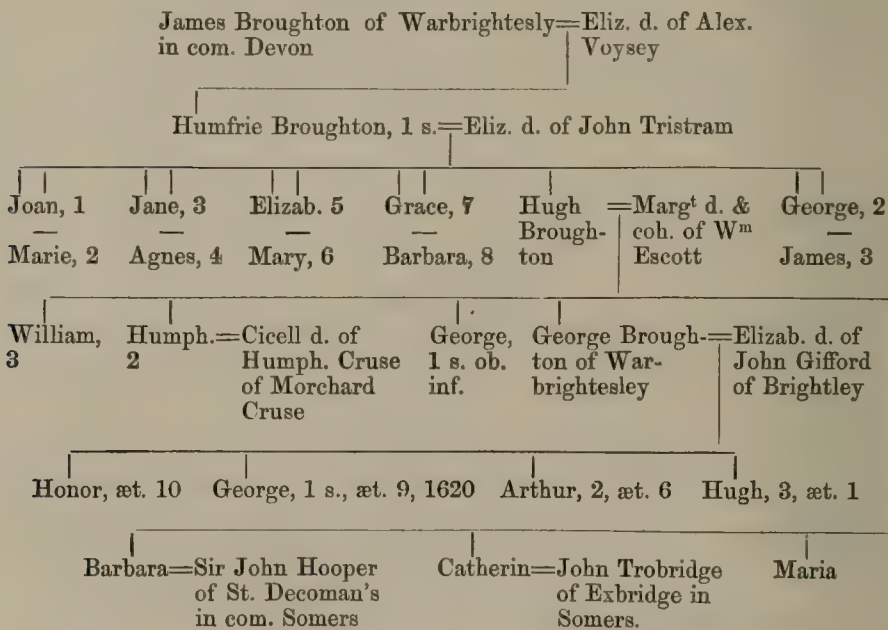 James Broughton of Warbrightesly=Eliz. d. of Alex.
in com. Devon Voysey
Humfrie Broughton, 1 s.=Eliz. d. of John Tristram
Joan, 1 Jane, 3 Elizab. 5 Grace, 7 Hugh =Margᵗ d. & George, 2
— — — — Brough- coh. of Wᵐ —
Marie, 2 Agnes, 4 Mary, 6 Barbara, 8 ton Escott James, 3
William, Humph.=Cicell d. of George, George Brough-=Elizab. d. of
3 2 Humph. Cruse 1 s. ob. ton of War- John Gifford
of Morchard inf. brightesley of Brightley
Cruse
Honor, æt. 10 George, 1 s., æt. 9, 1620 Arthur, 2, æt. 6 Hugh, 3, æt. 1
Barbara=Sir John Hooper Catherin=John Trobridge Maria
of St. Decoman's of Exbridge in
in com. Somers Somers.